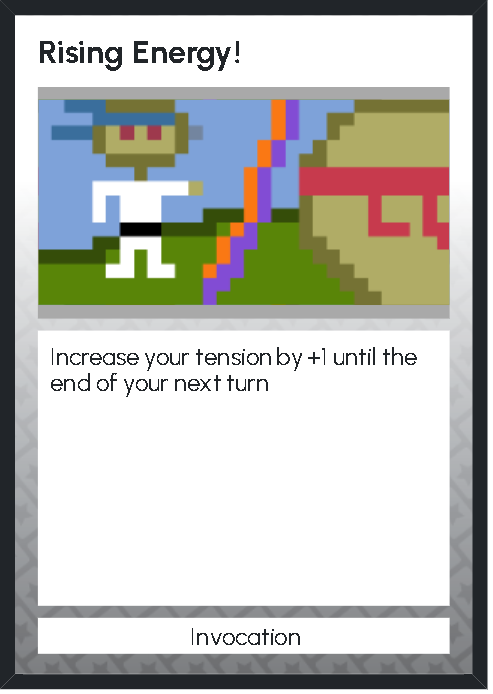 Rising Energy!
Increase your tension by +1 until the
end of your next turn
Invocation